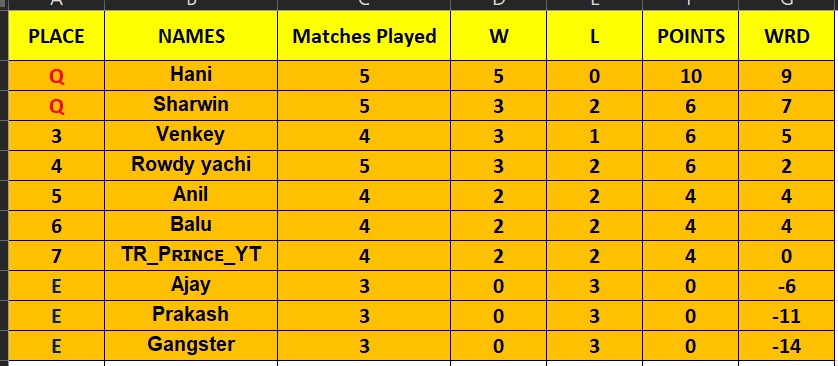 A B C D E F G
PLACE NAMES Matches Played W L POINTS WRD
Q Hani 5 5 0 10 9
Q Sharwin 5 3 2 6 7
3 Venkey 4 3 1 6 5
4 Rowdy yachi 5 3 2 6 2
5 Anil 4 2 2 4 4
6 Balu 4 2 2 4 4
7 TR_PRINCE_YT 4 2 2 4 0
E Ajay 3 0 3 0 -6
E Prakash 3 0 3 0 -11
E Gangster 3 0 3 0 -14